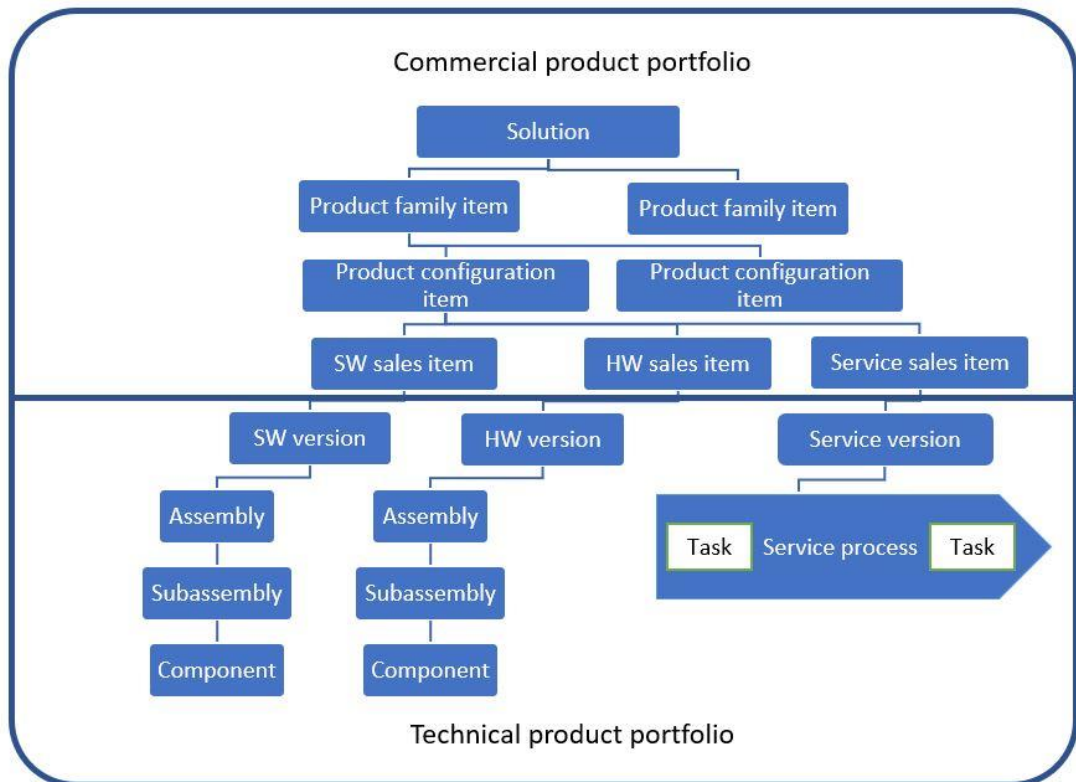 Commercial product portfolio
Solution
Product family item
Product family item
Product configuration
item
Product configuration
item
SW sales item
HW sales item
Service sales item
SW version
HW version
Service version
Assembly
Assembly
Task
Service process
Task
Subassembly
Subassembly
Component
Component
Technical product portfolio